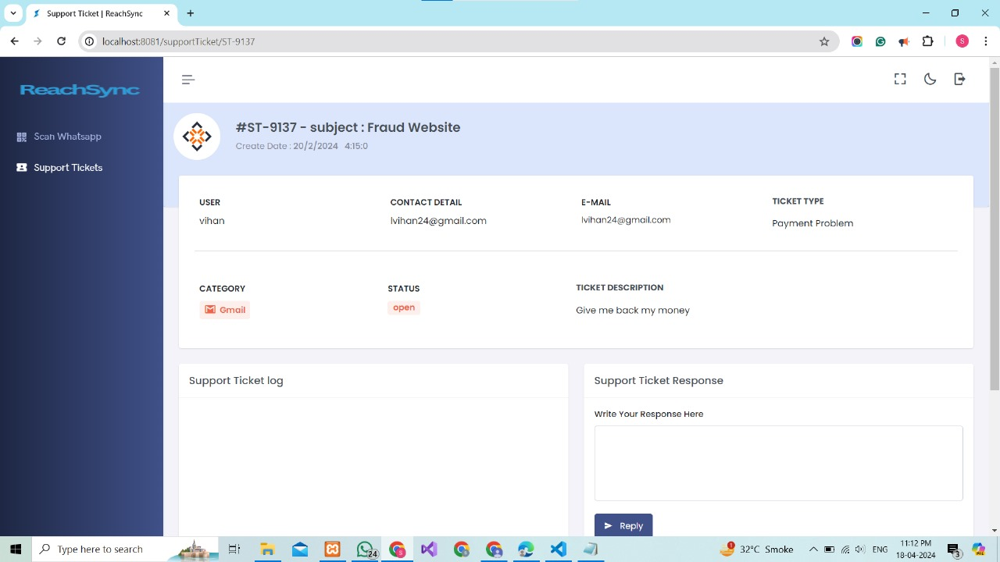 Support Ticket | ReachSync
localhost:8081/supportTicket/ST-9137
S
ReachSync
Scan Whatsapp
Support Tickets
#ST-9137 - subject : Fraud Website
Create Date : 20/2/2024 4:15:0
USER
CONTACT DETAIL
E-MAIL
TICKET TYPE
vihan
lvihan24@gmail.com
lvihan24@gmail.com
Payment Problem
CATEGORY
STATUS
TICKET DESCRIPTION
Gmail
open
Give me back my money
Support Ticket log
Support Ticket Response
Write Your Response Here
Reply
Type here to search
24
S
1
32°C Smoke
ENG
11:12 PM
18-04-2024
3